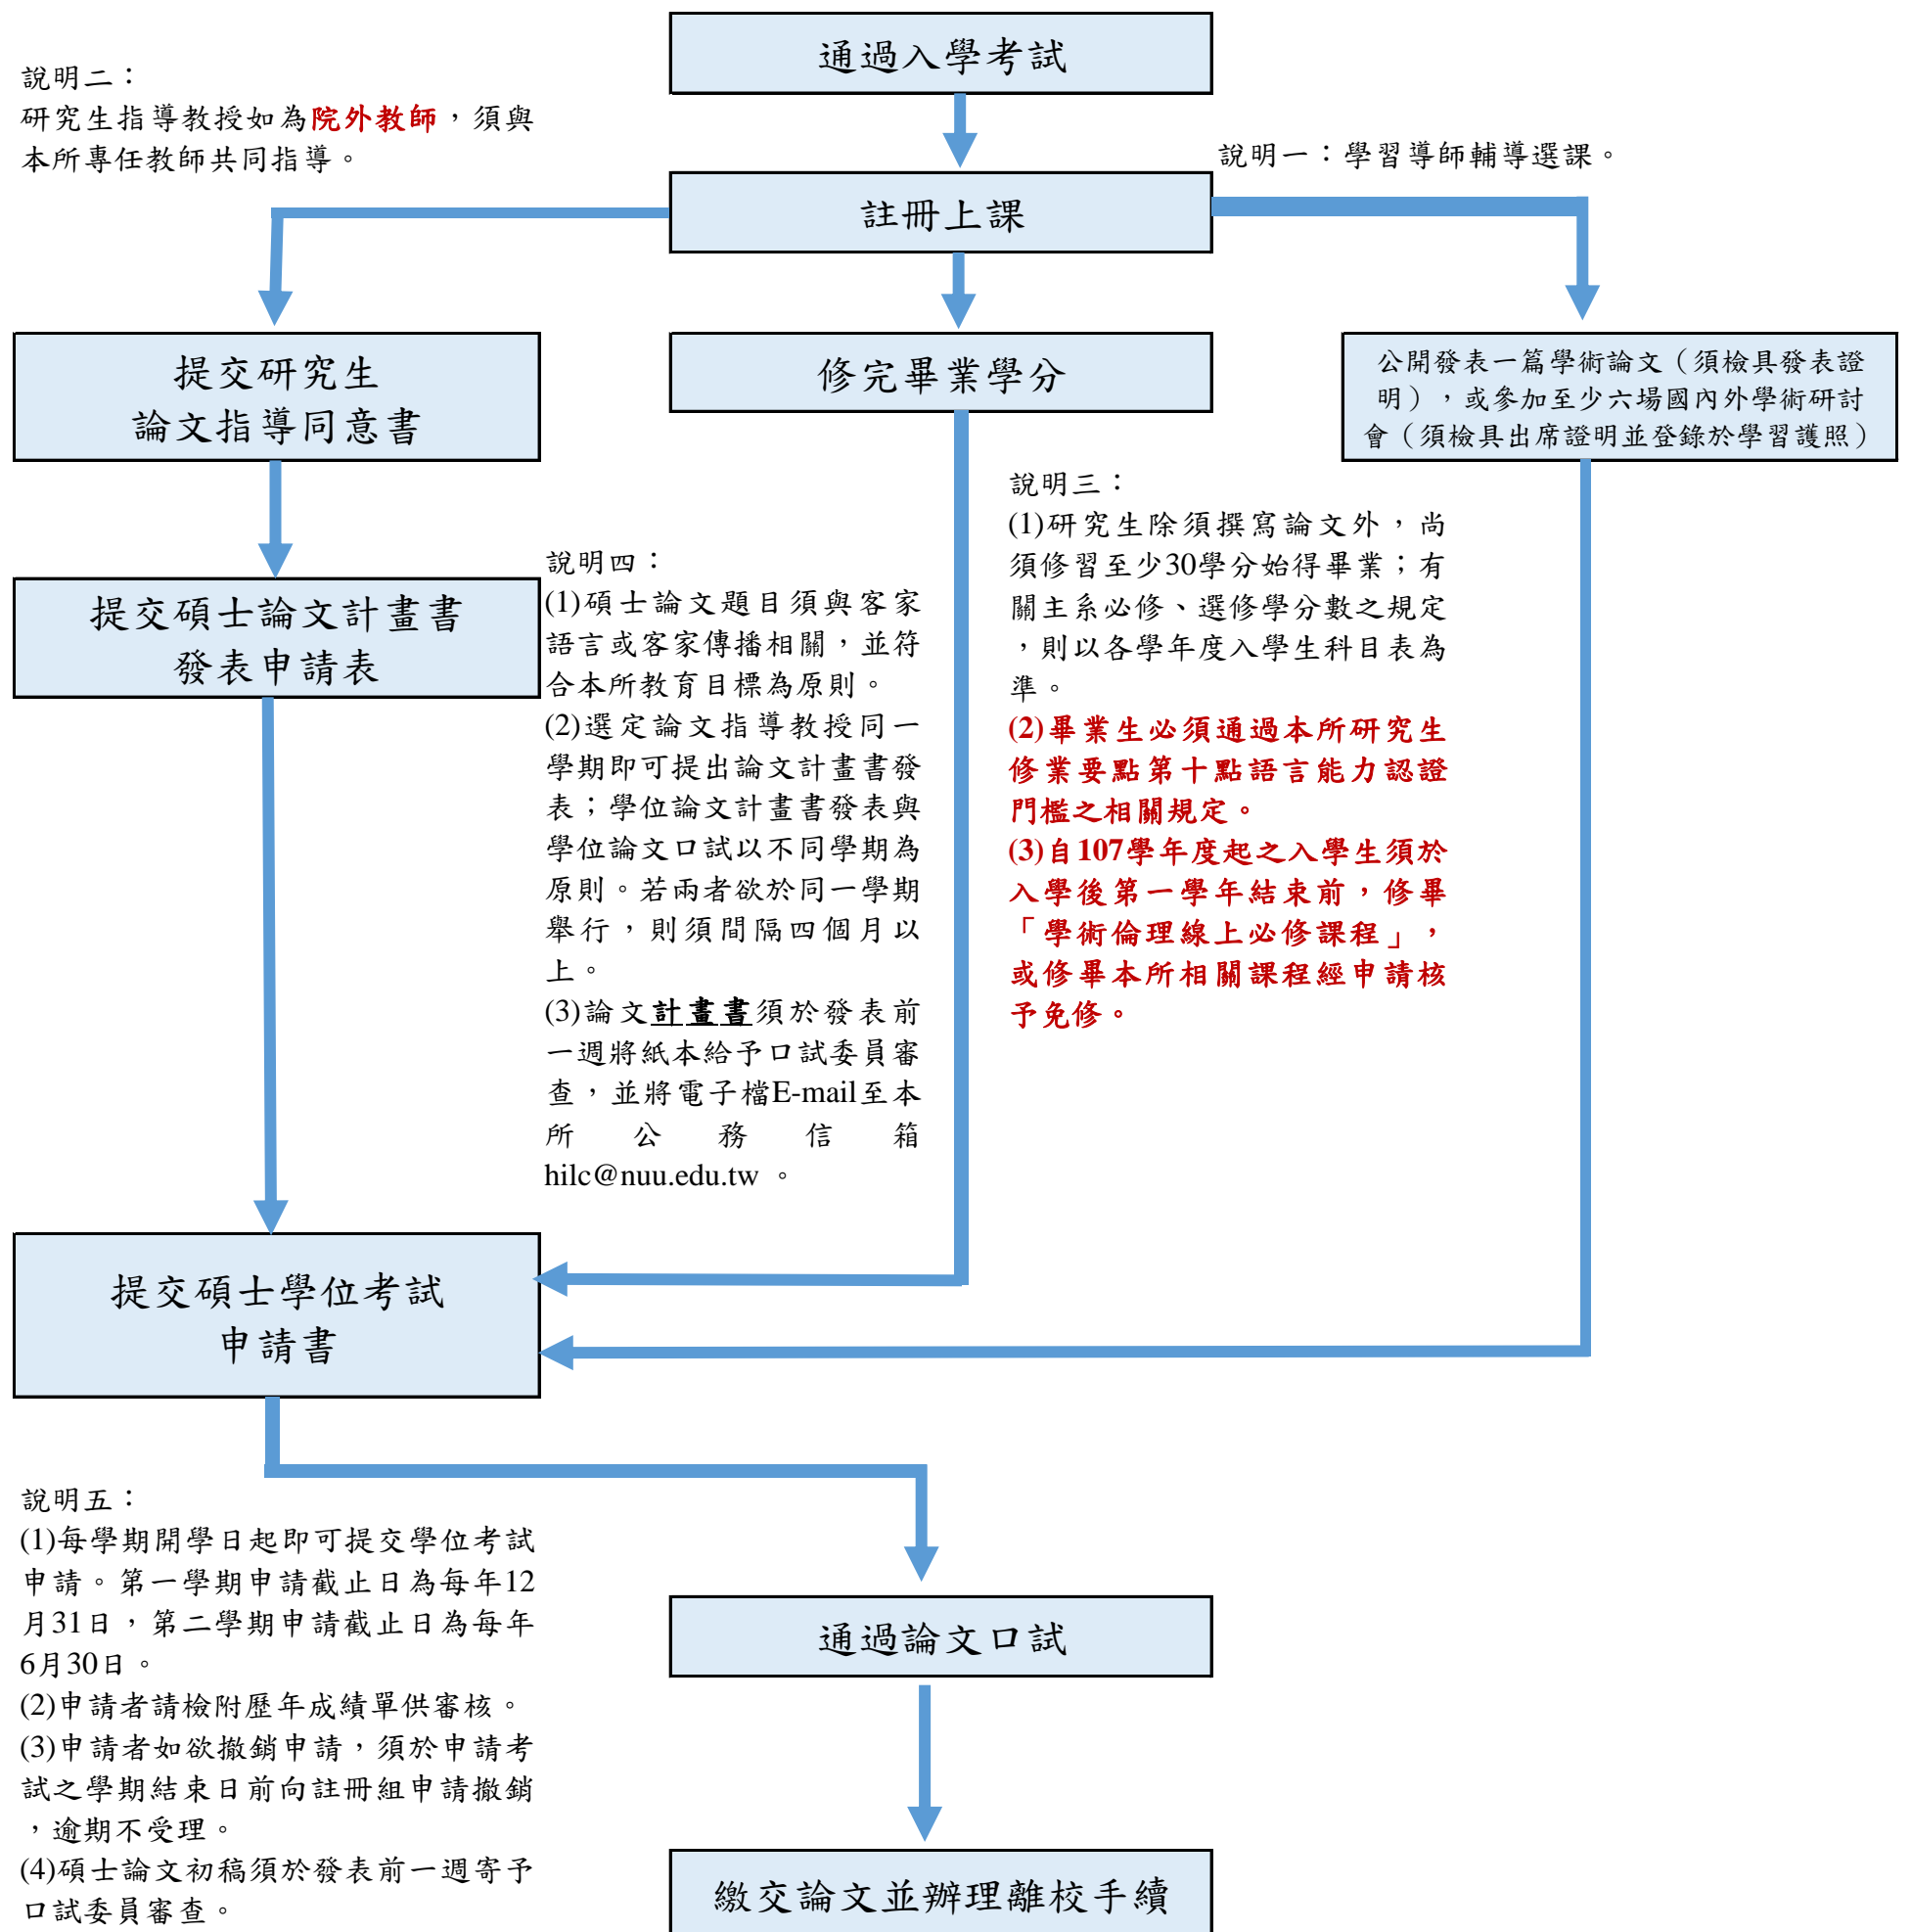 通過入學考試
說明二：
研究生指導教授如為院外教師，須與
本所專任教師共同指導。
說明一：學習導師輔導選課。
註冊上課
提交研究生
論文指導同意書
修完畢業學分
公開發表一篇學術論文（須檢具發表證
明），或參加至少六場國內外學術研討
會（須檢具出席證明並登錄於學習護照）
說明三：
(1)研究生除須撰寫論文外，尚
須修習至少30學分始得畢業；有
關主系必修、選修學分數之規定
，則以各學年度入學生科目表為
準。
(2)畢業生必須通過本所研究生
修業要點第十點語言能力認證
門檻之相關規定。
(3)自107學年度起之入學生須於
入學後第一學年結束前，修畢
「學術倫理線上必修課程」，
或修畢本所相關課程經申請核
予免修。
提交碩士論文計畫書
發表申請表
說明四：
(1)碩士論文題目須與客家
語言或客家傳播相關，並符
合本所教育目標為原則。
(2)選定論文指導教授同一
學期即可提出論文計畫書發
表；學位論文計畫書發表與
學位論文口試以不同學期為
原則。若兩者欲於同一學期
舉行，則須間隔四個月以
上。
(3)論文計畫書須於發表前
一週將紙本給予口試委員審
查，並將電子檔E-mail至本
所公務信箱
hilc@nuu.edu.tw 。
提交碩士學位考試
申請書
說明五：
(1)每學期開學日起即可提交學位考試
申請。第一學期申請截止日為每年12
月31日，第二學期申請截止日為每年
6月30日。
(2)申請者請檢附歷年成績單供審核。
(3)申請者如欲撤銷申請，須於申請考
試之學期結束日前向註冊組申請撤銷
，逾期不受理。
(4)碩士論文初稿須於發表前一週寄予
口試委員審查。
通過論文口試
繳交論文並辦理離校手續